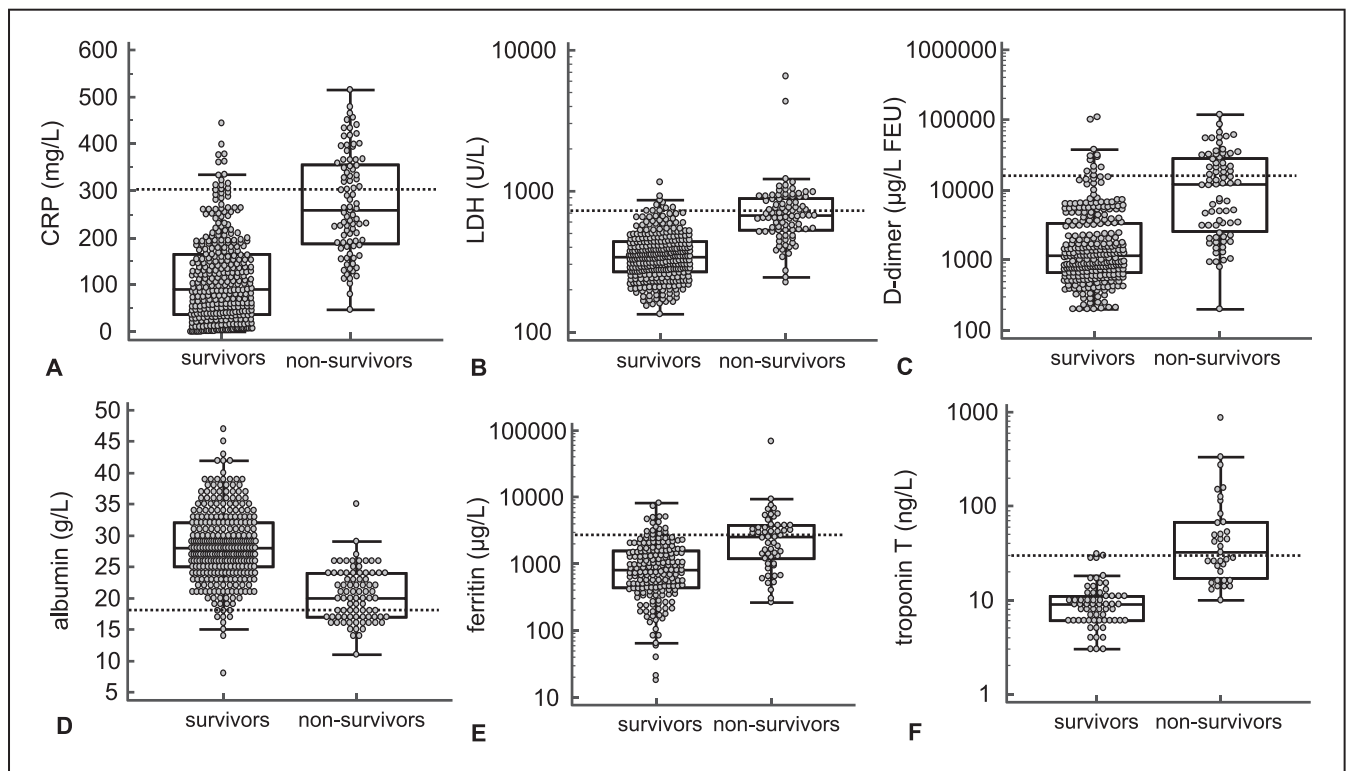 600
500
400
300
200
100
0
CRP (mg/L)
survivors
non-survivors
A
10000
1000
100
LDH (U/L)
survivors
non-survivors
B
1000000
100000
10000
1000
100
D-dimer (µg/L FEU)
survivors
non-survivors
C
50
45
40
35
30
25
20
15
10
5
albumin (g/L)
survivors
non-survivors
D
100000
10000
1000
100
10
ferritin (µg/L)
survivors
non-survivors
E
1000
100
10
1
troponin T (ng/L)
survivors
non-survivors
F